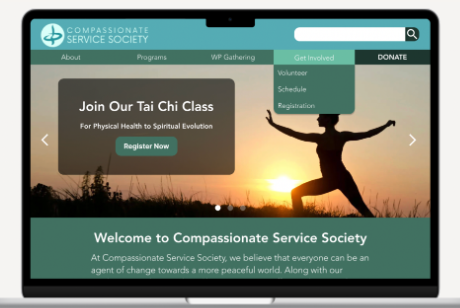 COMPASSIONATE
SERVICE SOCIETY
About
Programs
WP Gathering
Get Involved
DONATE
Volunteer
Schedule
Registration
Join Our Tai Chi Class
For Physical Health to Spiritual Evolution
Register Now
Welcome to Compassionate Service Society
At Compassionate Service Society, we believe that everyone can be an
agent of change towards a more peaceful world. Along with our